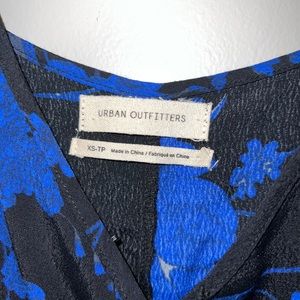 URBAN OUTFITTERS
XS-TP Made in China / Fabriqué en Chine